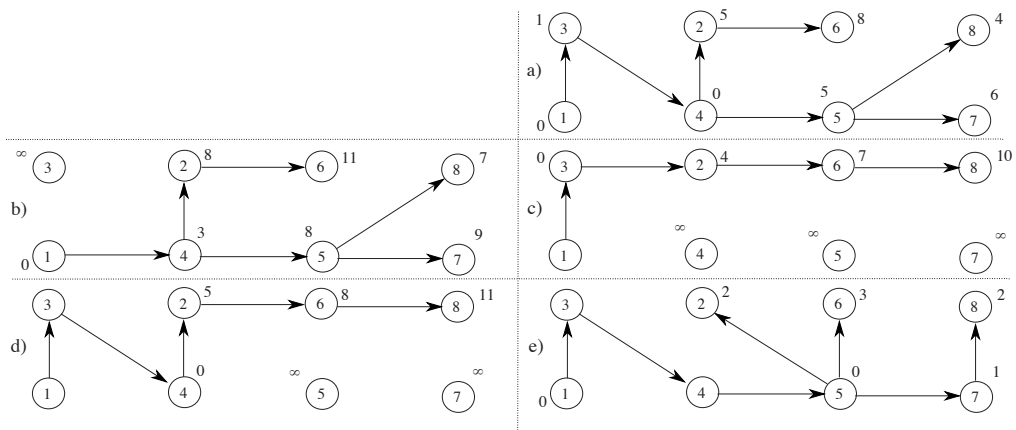 1 3 2 5 6 8 8 4
a)
0 1 4 0 5 5 7 6
∞ 3 2 8 6 11 8 7
b)
0 1 4 3 5 8 7 9
0 3 2 4 6 7 8 10
c)
1 4 ∞ 5 ∞ 7 ∞
3 2 5 6 8 8 11
d)
1 4 0 5 ∞ 7 ∞
3 2 2 6 3 8 2
e)
0 1 4 5 0 7 1